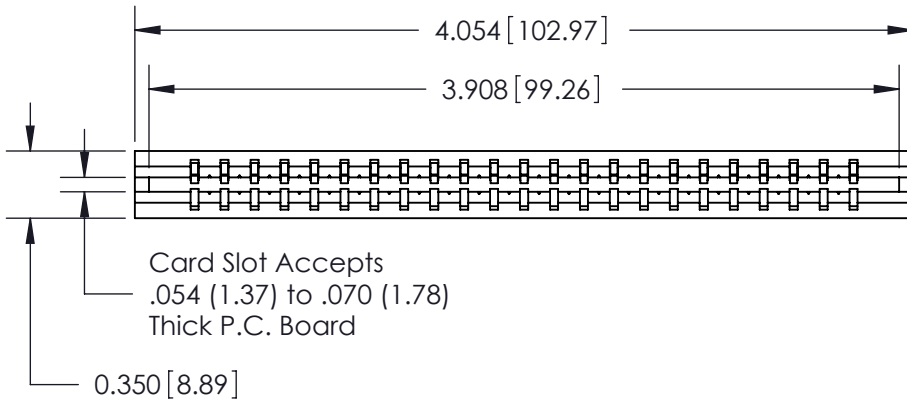 4.054 [102.97]
3.908 [99.26]
Card Slot Accepts
.054 (1.37) to .070 (1.78)
Thick P.C. Board
0.350 [8.89]